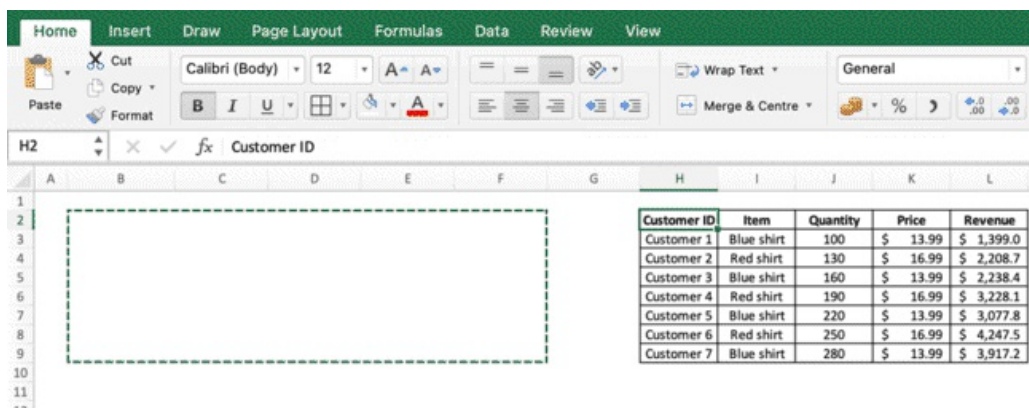 Home Insert Draw Page Layout Formulas Data Review View
Cut
Calibri (Body) 12 A A
Wrap Text
General
Copy
Paste
Format
B I U A
Merge & Centre
% )
.0 .00
.00 .0
H2 fx Customer ID
A B C D E F G H I J K L
1
2 Customer ID Item Quantity Price Revenue
3 Customer 1 Blue shirt 100 $ 13.99 $ 1,399.0
4 Customer 2 Red shirt 130 $ 16.99 $ 2,208.7
5 Customer 3 Blue shirt 160 $ 13.99 $ 2,238.4
6 Customer 4 Red shirt 190 $ 16.99 $ 3,228.1
7 Customer 5 Blue shirt 220 $ 13.99 $ 3,077.8
8 Customer 6 Red shirt 250 $ 16.99 $ 4,247.5
9 Customer 7 Blue shirt 280 $ 13.99 $ 3,917.2
10
11